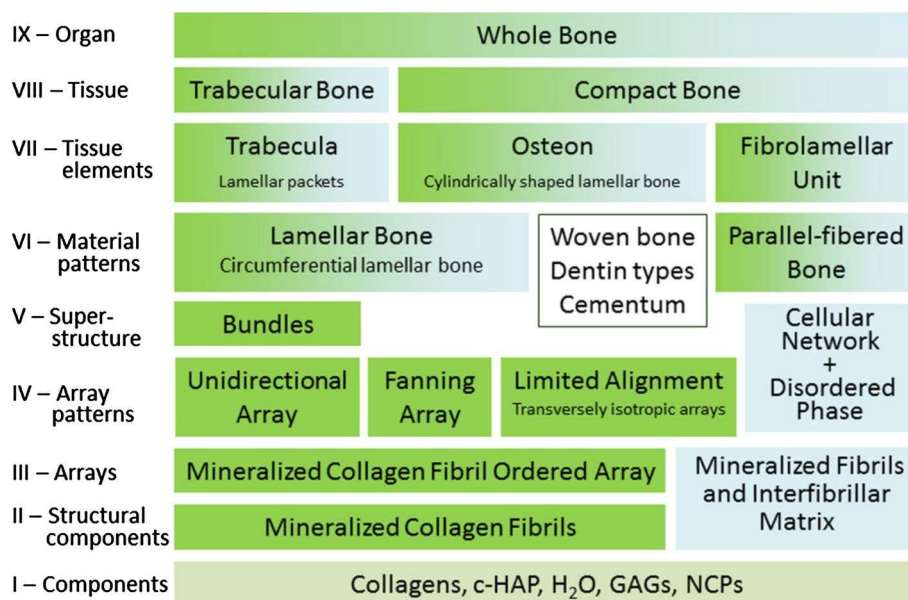 IX – Organ
Whole Bone
VIII – Tissue
Trabecular Bone
Compact Bone
VII – Tissue
elements
Trabecula
Lamellar packets
Osteon
Cylindrically shaped lamellar bone
Fibrolamellar
Unit
VI – Material
patterns
Lamellar Bone
Circumferential lamellar bone
Woven bone
Dentin types
Cementum
Parallel-fibered
Bone
V – Super-
structure
Bundles
Cellular
Network
+
Disordered
Phase
IV – Array
patterns
Unidirectional
Array
Fanning
Array
Limited Alignment
Transversely isotropic arrays
III – Arrays
Mineralized Collagen Fibril Ordered Array
Mineralized Fibrils
and Interfibrillar
Matrix
II – Structural
components
Mineralized Collagen Fibrils
I – Components
Collagens, c-HAP, H₂O, GAGs, NCPs